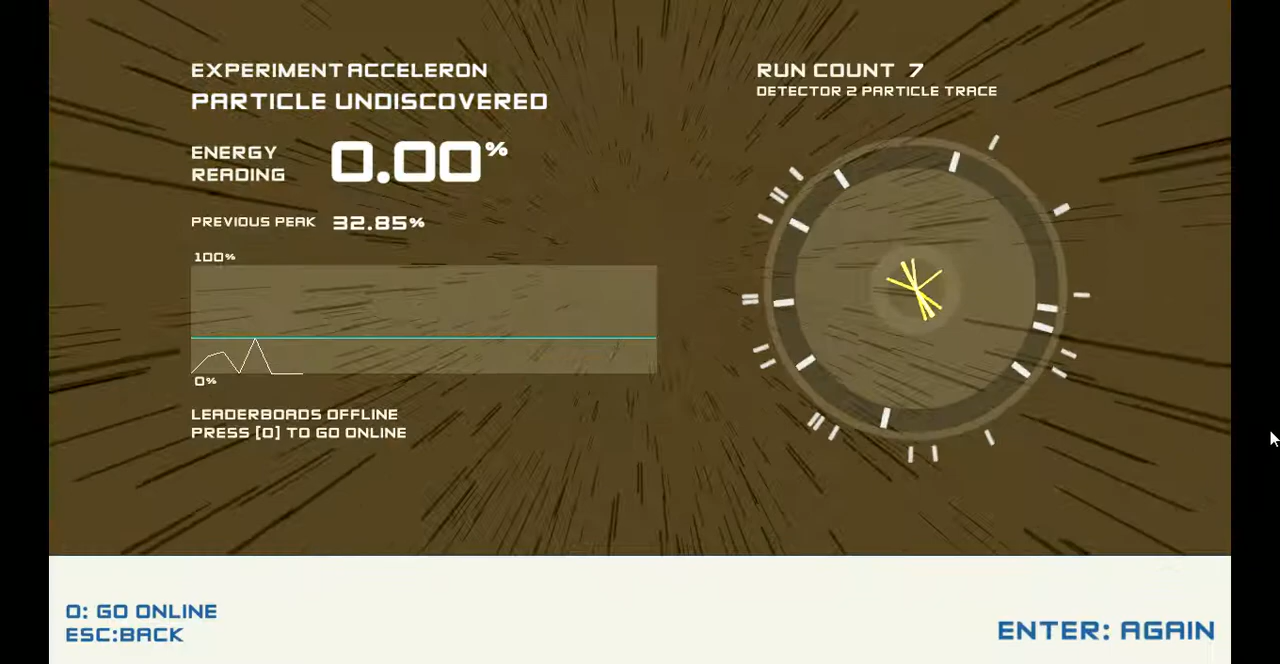 EXPERIMENT ACCELERON
PARTICLE UNDISCOVERED
ENERGY
READING
0.00%
PREVIOUS PEAK 32.85%
100%
0%
LEADERBOADS OFFLINE
PRESS [O] TO GO ONLINE
RUN COUNT 7
DETECTOR 2 PARTICLE TRACE
O: GO ONLINE
ESC:BACK
ENTER: AGAIN